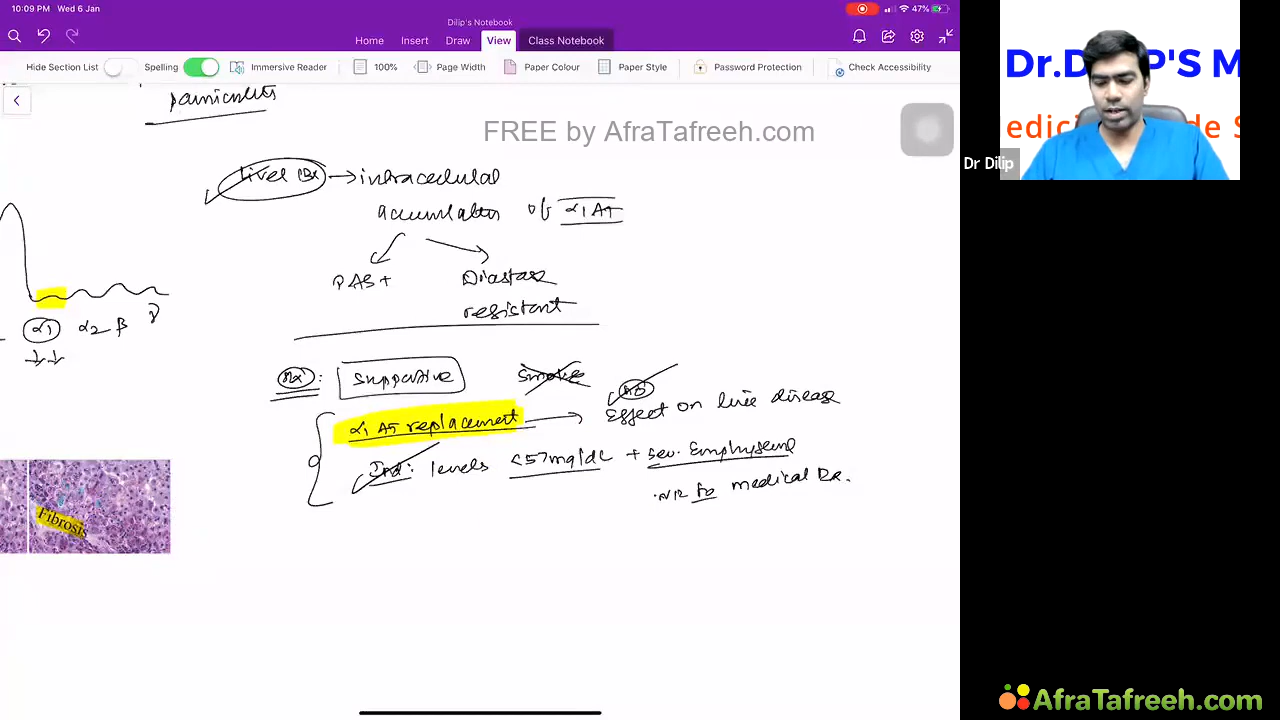 10:09 PM Wed 6 Jan
47%
Dilip's Notebook
Home Insert Draw View Class Notebook
Hide Section List Spelling Immersive Reader 100% Page Width Paper Colour Paper Style Password Protection Check Accessibility
panniculitis
FREE by AfraTafreeh.com
Dr.D P'S M
edici de S
Dr Dilip
Liver Bx → intracellular
accumulation of α1 AT
PAS+ Diastase
resistant
α1 α2 β γ
↓↓
Rx: Supportive Smoke
α1 AT replacement → NO
Effect on liver disease
Ind: levels <57mg/dl + Sev. Emphysema
NR to medical Rx.
Fibrosis
AfraTafreeh.com